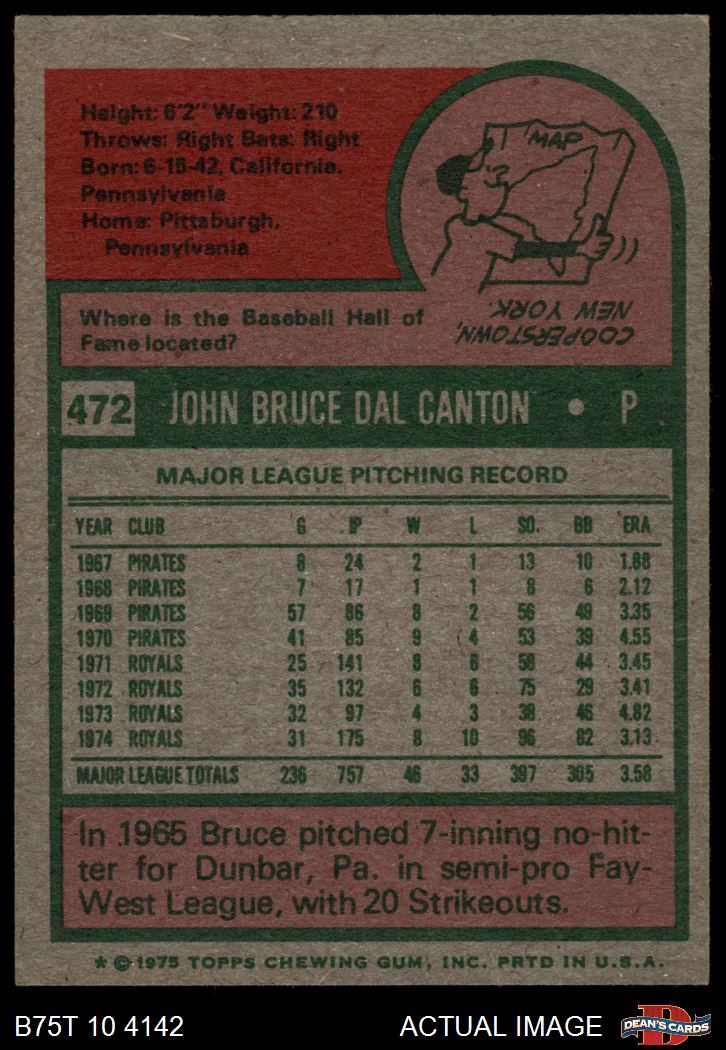 Height: 6'2" Weight: 210
Throws: Right Bats: Right
Born: 6-15-42, California,
Pennsylvania
Home: Pittsburgh,
Pennsylvania
MAP
Where is the Baseball Hall of
Fame located?
COOPERSTOWN,
NEW YORK.
472 JOHN BRUCE DAL CANTON • P
MAJOR LEAGUE PITCHING RECORD
YEAR CLUB G IP W L SO. BB ERA
1967 PIRATES 8 24 2 1 13 10 1.88
1968 PIRATES 7 17 1 1 8 6 2.12
1969 PIRATES 57 86 8 2 56 49 3.35
1970 PIRATES 41 85 9 4 53 39 4.55
1971 ROYALS 25 141 8 6 58 44 3.45
1972 ROYALS 35 132 6 6 75 29 3.41
1973 ROYALS 32 97 4 3 38 46 4.82
1974 ROYALS 31 175 8 10 96 82 3.13
MAJOR LEAGUE TOTALS 236 757 46 33 397 305 3.58
In 1965 Bruce pitched 7-inning no-hit-
ter for Dunbar, Pa. in semi-pro Fay-
West League, with 20 Strikeouts.
* © 1975 TOPPS CHEWING GUM, INC. PRTD IN U.S.A.
B75T 10 4142 ACTUAL IMAGE
D
DEAN'S CARDS